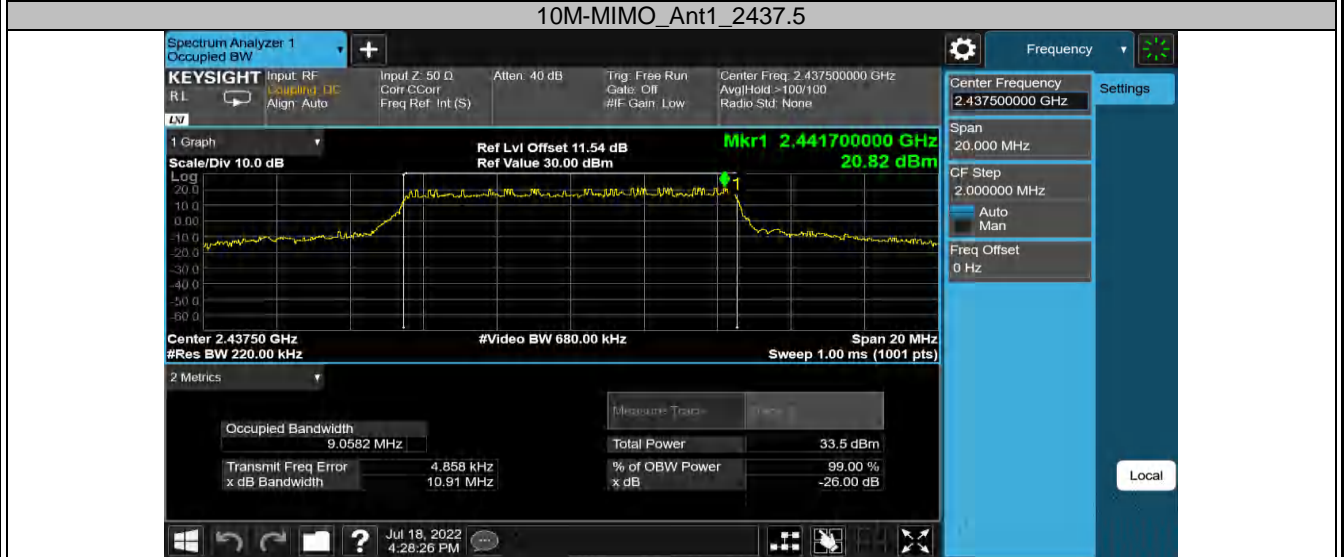 10M-MIMO_Ant1_2437.5
Spectrum Analyzer 1
Occupied BW
+
Frequency
KEYSIGHT
RL
LXI
Input: RF
Coupling: DC
Align: Auto
Input Z: 50 Ω
Corr CCorr
Freq Ref: Int (S)
Atten: 40 dB
Trig: Free Run
Gate: Off
#IF Gain: Low
Center Freq: 2.437500000 GHz
Avg|Hold:>100/100
Radio Std: None
Center Frequency
2.437500000 GHz
Settings
Span
20.000 MHz
CF Step
2.000000 MHz
Auto
Man
Freq Offset
0 Hz
Local
1 Graph
Scale/Div 10.0 dB
Ref Lvl Offset 11.54 dB
Ref Value 30.00 dBm
Mkr1 2.441700000 GHz
20.82 dBm
Log
20.0
10.0
0.00
-10.0
-20.0
-30.0
-40.0
-50.0
-60.0
1
Center 2.43750 GHz
#Res BW 220.00 kHz
#Video BW 680.00 kHz
Span 20 MHz
Sweep 1.00 ms (1001 pts)
2 Metrics
Measure Trace
Occupied Bandwidth
9.0582 MHz
Total Power 33.5 dBm
Transmit Freq Error 4.858 kHz
% of OBW Power 99.00 %
x dB Bandwidth 10.91 MHz
x dB -26.00 dB
?
Jul 18, 2022
4:28:26 PM